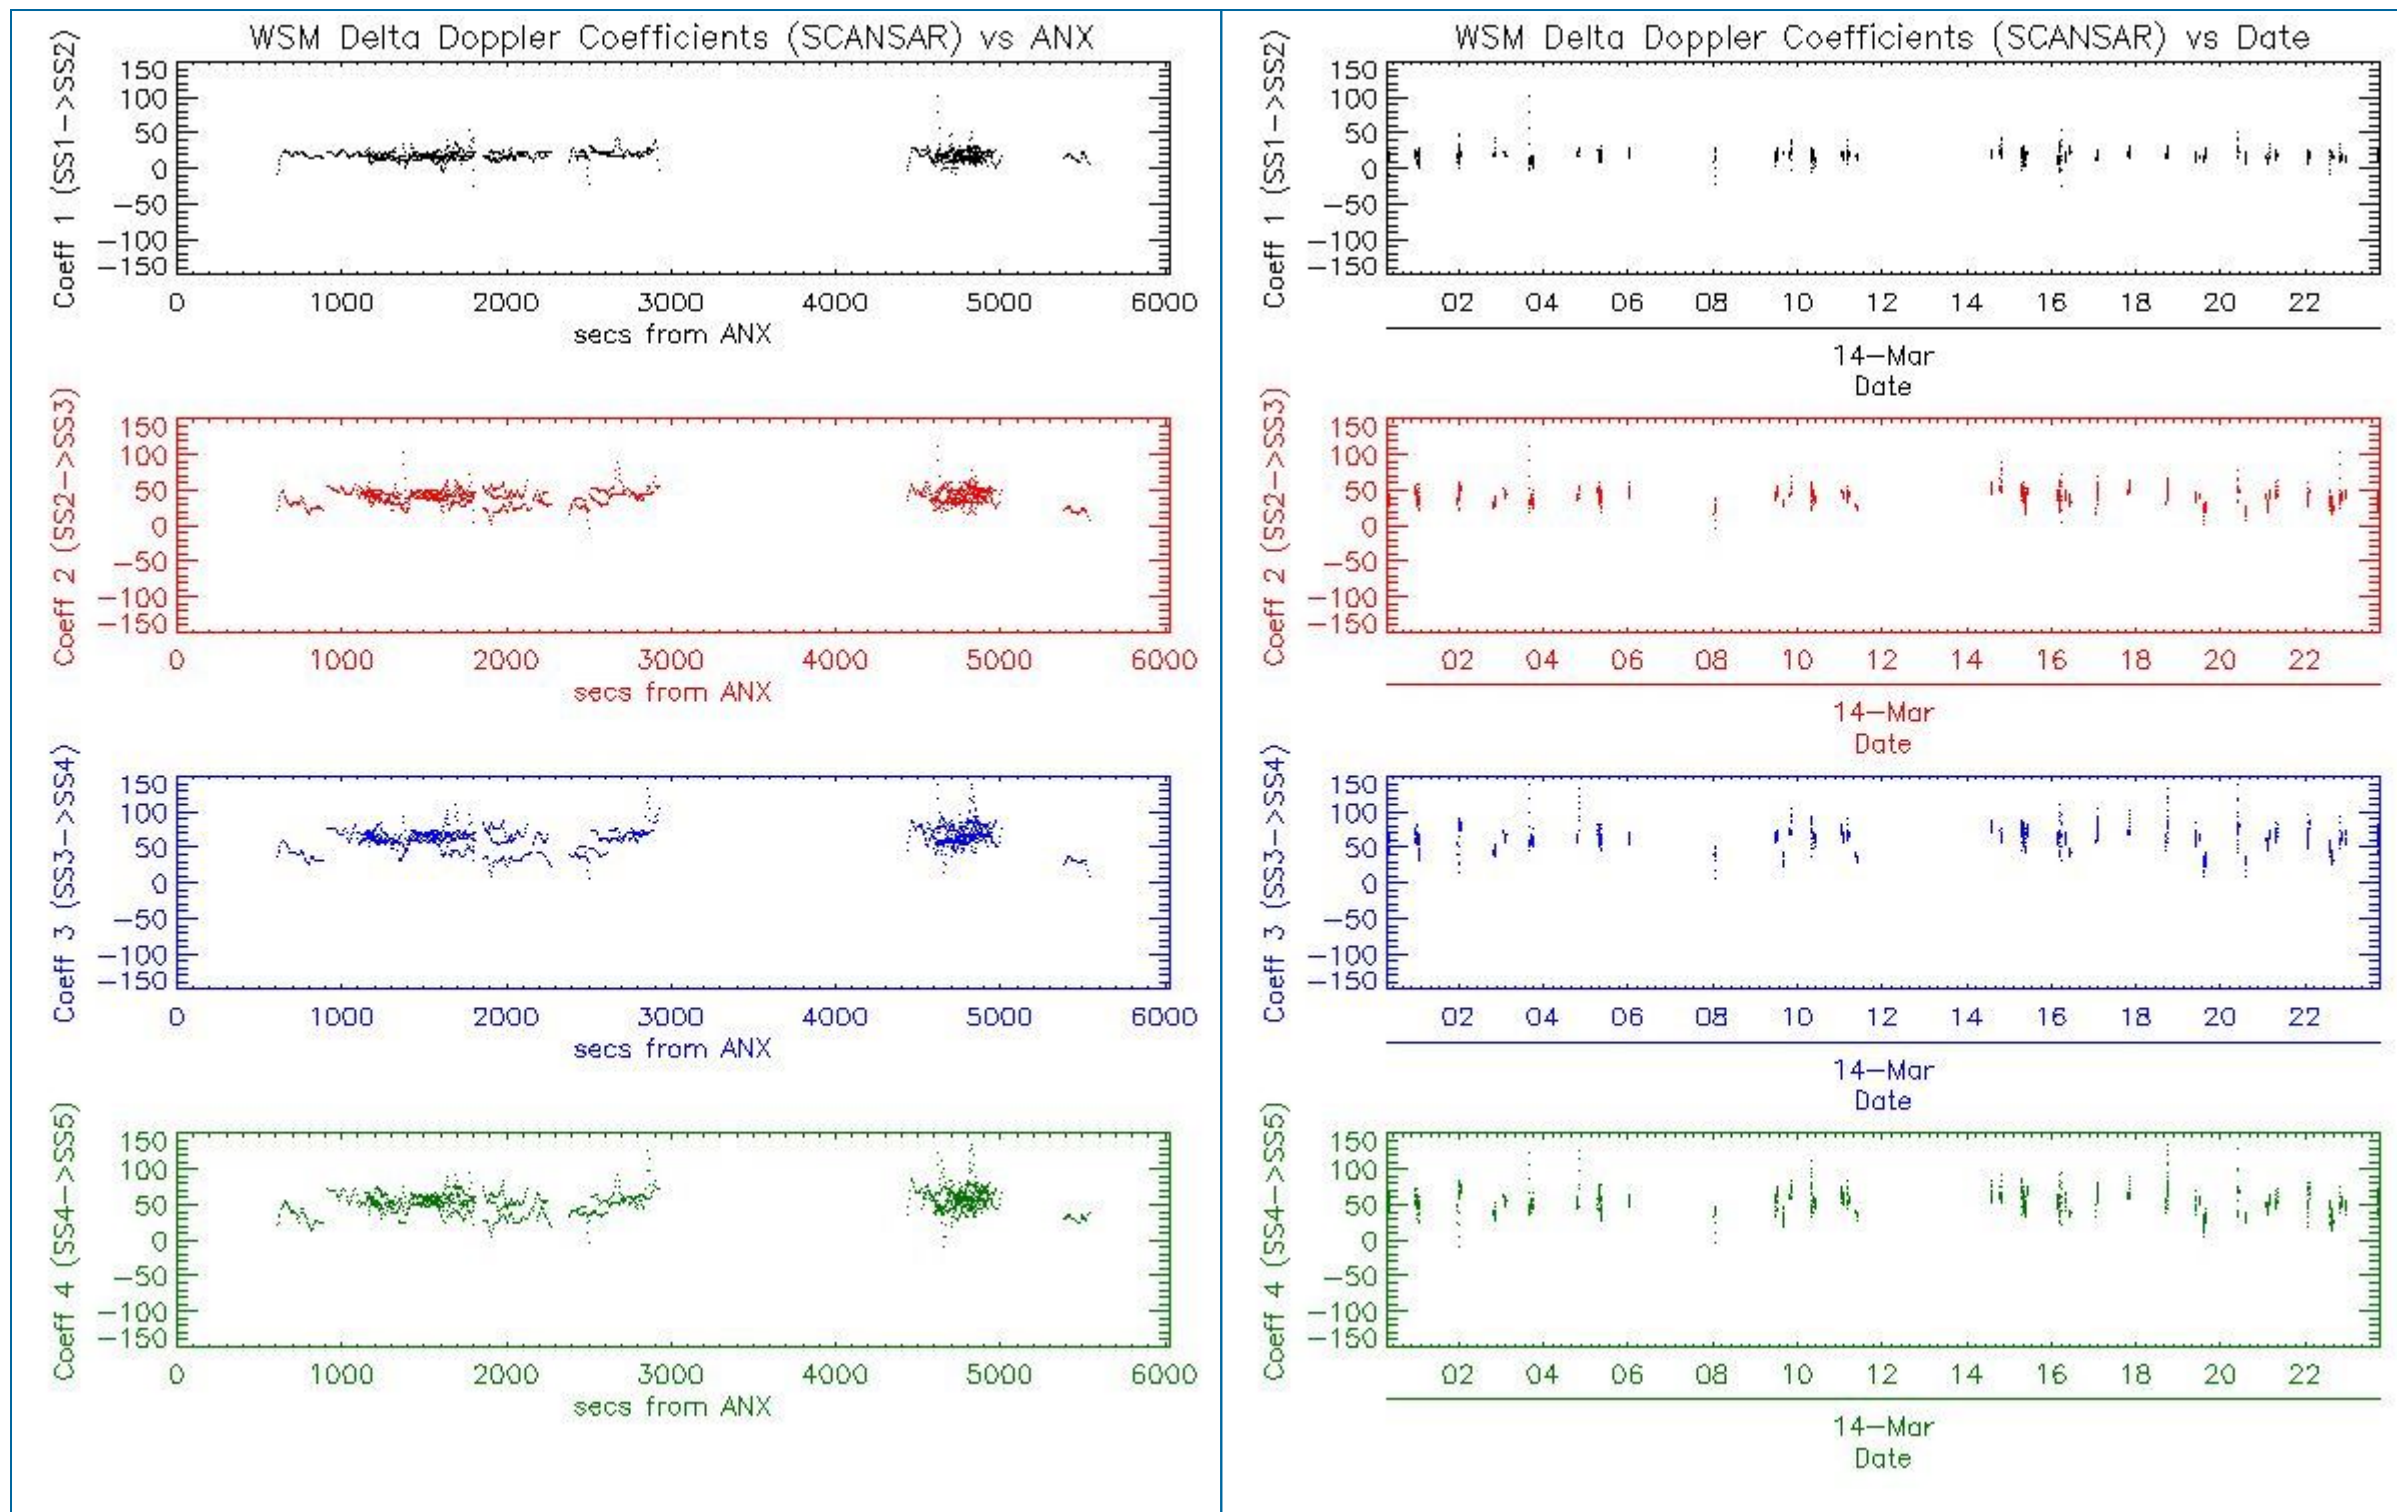 WSM Delta Doppler Coefficients (SCANSAR) vs ANX
Coeff 1 (SS1->SS2)
150
100
50
0
-50
-100
-150
0 1000 2000 3000 4000 5000 6000
secs from ANX
Coeff 2 (SS2->SS3)
150
100
50
0
-50
-100
-150
0 1000 2000 3000 4000 5000 6000
secs from ANX
Coeff 3 (SS3->SS4)
150
100
50
0
-50
-100
-150
0 1000 2000 3000 4000 5000 6000
secs from ANX
Coeff 4 (SS4->SS5)
150
100
50
0
-50
-100
-150
0 1000 2000 3000 4000 5000 6000
secs from ANX
WSM Delta Doppler Coefficients (SCANSAR) vs Date
Coeff 1 (SS1->SS2)
150
100
50
0
-50
-100
-150
02 04 06 08 10 12 14 16 18 20 22
14-Mar
Date
Coeff 2 (SS2->SS3)
150
100
50
0
-50
-100
-150
02 04 06 08 10 12 14 16 18 20 22
14-Mar
Date
Coeff 3 (SS3->SS4)
150
100
50
0
-50
-100
-150
02 04 06 08 10 12 14 16 18 20 22
14-Mar
Date
Coeff 4 (SS4->SS5)
150
100
50
0
-50
-100
-150
02 04 06 08 10 12 14 16 18 20 22
14-Mar
Date